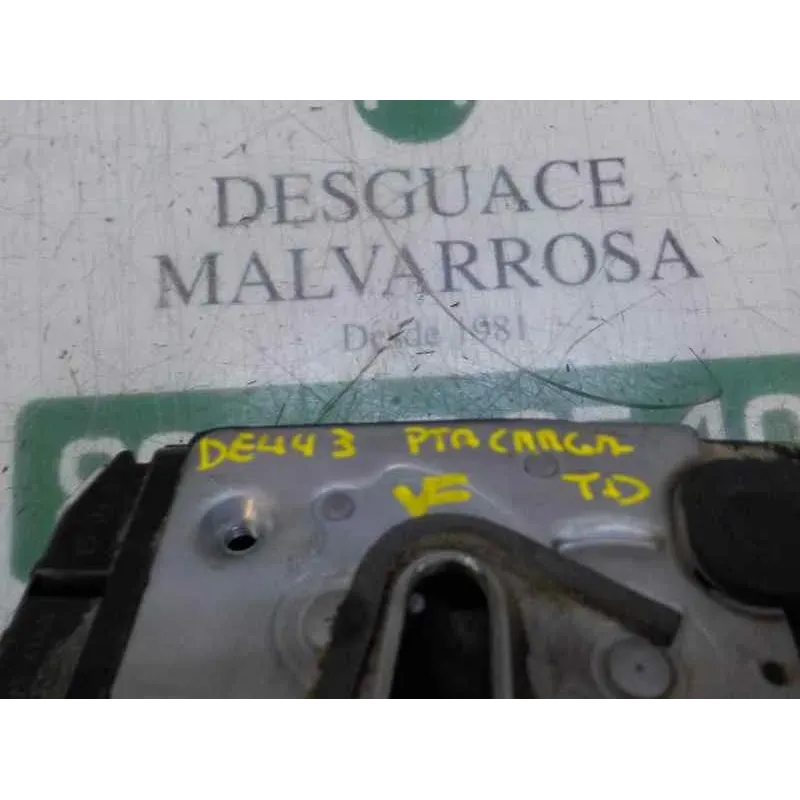 DESGUACE
MALVARROSA
Desde 1981
DE443 PTA CARGA
VF TD